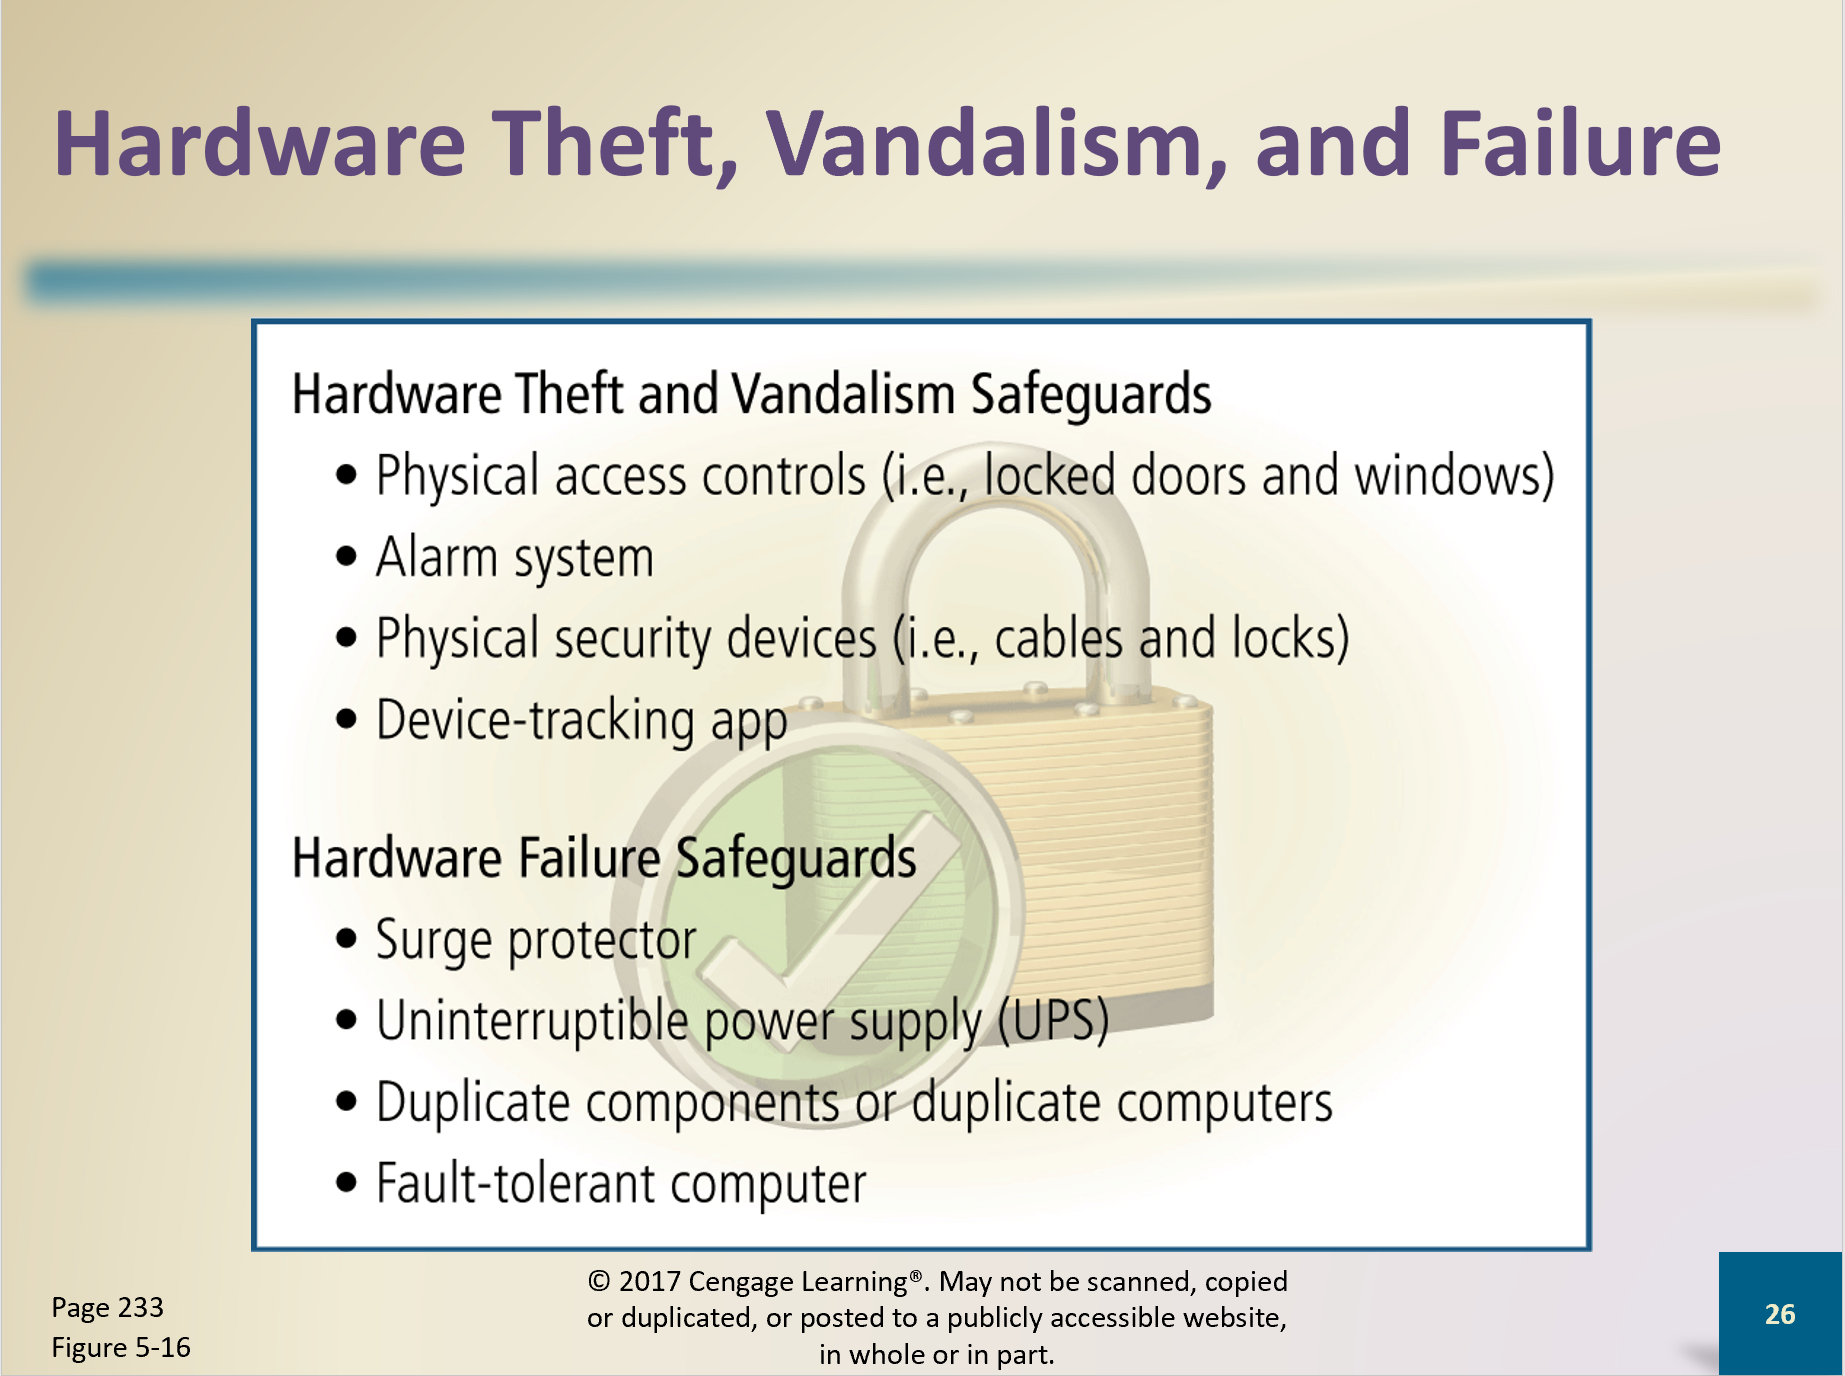 Hardware Theft, Vandalism, and Failure
Hardware Theft and Vandalism Safeguards
• Physical access controls (i.e., locked doors and windows)
• Alarm system
• Physical security devices (i.e., cables and locks)
• Device-tracking app
Hardware Failure Safeguards
• Surge protector
• Uninterruptible power supply (UPS)
• Duplicate components or duplicate computers
• Fault-tolerant computer
Page 233
Figure 5-16
© 2017 Cengage Learning®. May not be scanned, copied
or duplicated, or posted to a publicly accessible website,
in whole or in part.
26